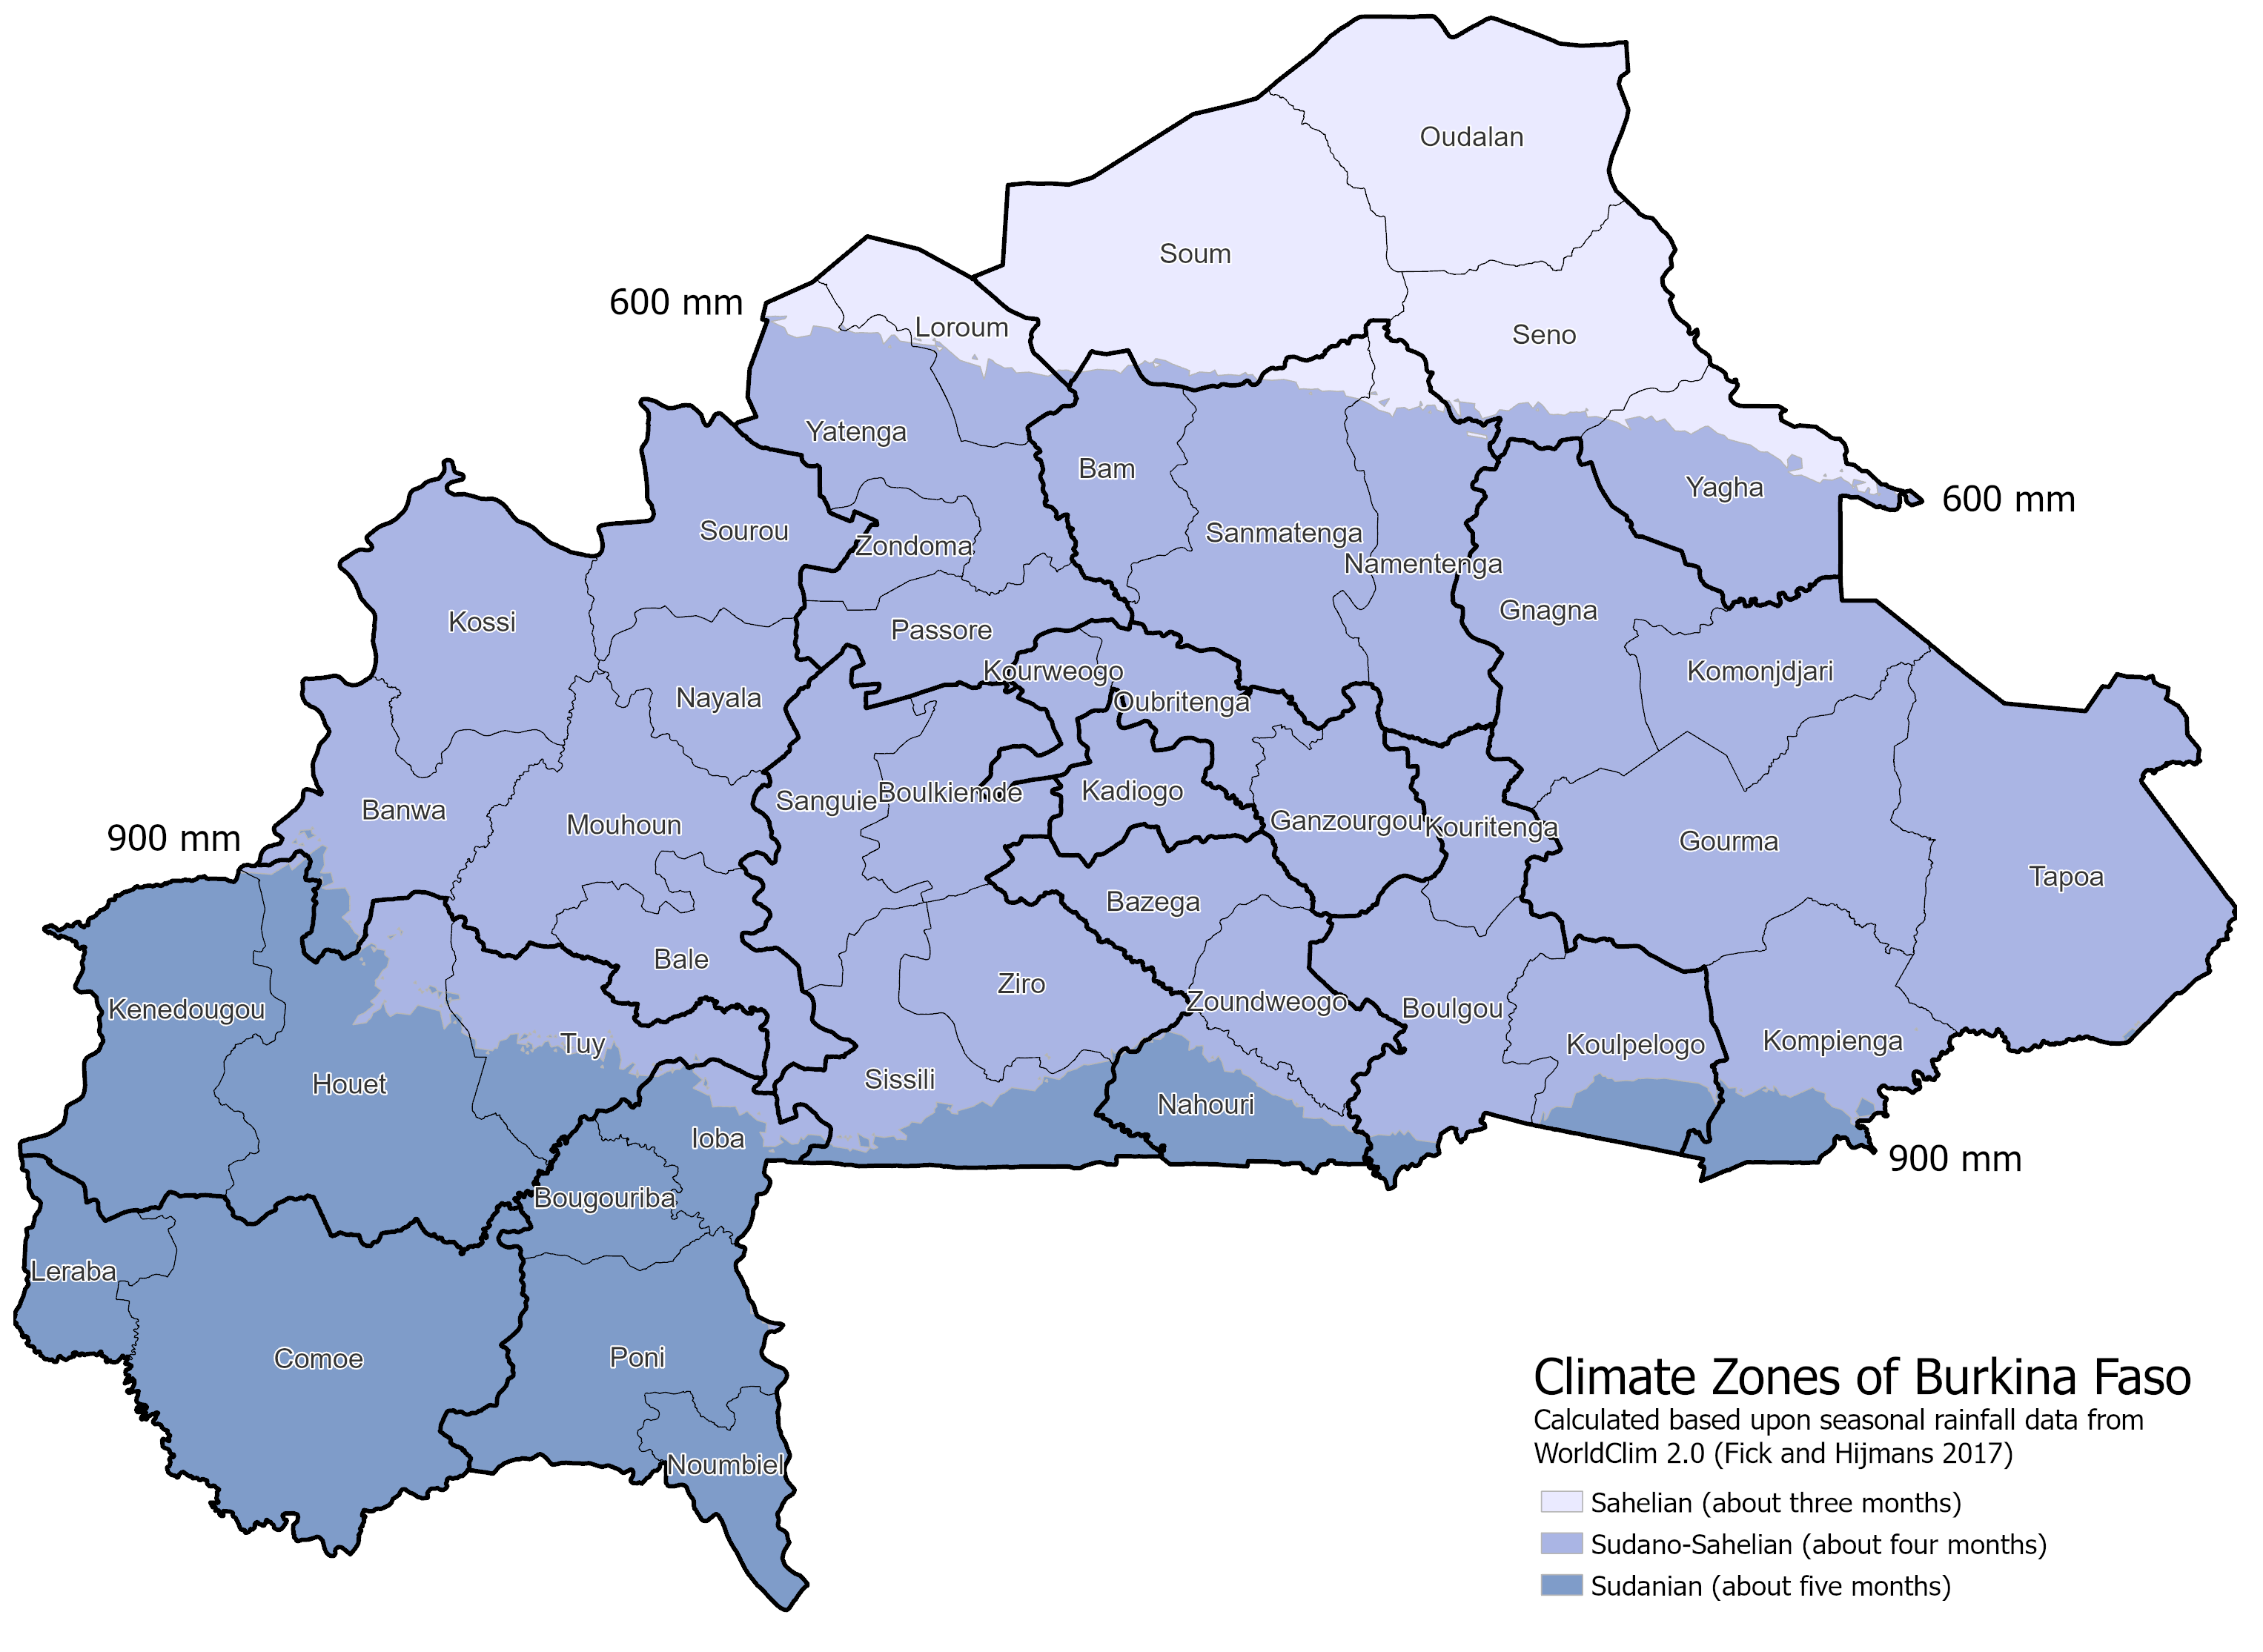 Oudalan
Soum
600 mm
Loroum
Seno
Yatenga
Bam
Yagha
600 mm
Sourou
Zondoma
Sanmatenga
Namentenga
Kossi
Passore
Gnagna
Kourweogo
Komonjdjari
Nayala
Oubritenga
Banwa
Mouhoun
Sanguie
Boulkiemde
Kadiogo
Ganzourgou
Kouritenga
Gourma
900 mm
Tapoa
Bale
Bazega
Ziro
Kenedougou
Zoundweogo
Boulgou
Tuy
Koulpelogo
Kompienga
Houet
Sissili
Nahouri
Ioba
900 mm
Bougouriba
Leraba
Comoe
Poni
Noumbiel
Climate Zones of Burkina Faso
Calculated based upon seasonal rainfall data from
WorldClim 2.0 (Fick and Hijmans 2017)
Sahelian (about three months)
Sudano-Sahelian (about four months)
Sudanian (about five months)